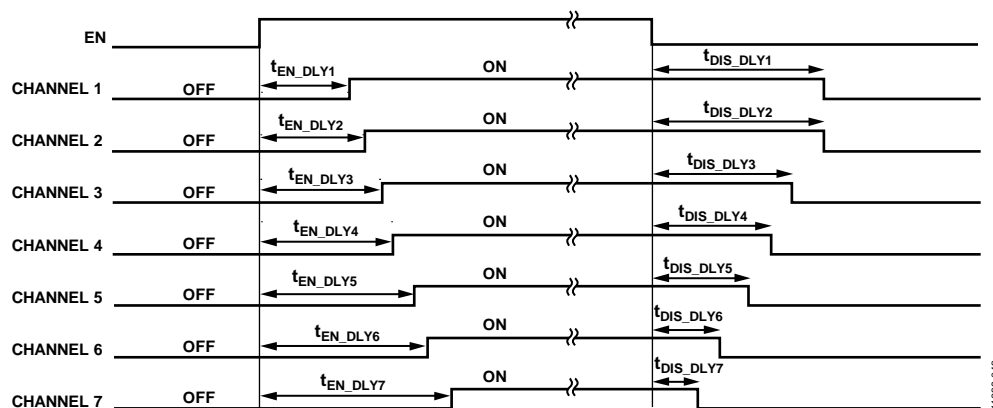 EN
CHANNEL 1 OFF tEN_DLY1 ON tDIS_DLY1
CHANNEL 2 OFF tEN_DLY2 ON tDIS_DLY2
CHANNEL 3 OFF tEN_DLY3 ON tDIS_DLY3
CHANNEL 4 OFF tEN_DLY4 ON tDIS_DLY4
CHANNEL 5 OFF tEN_DLY5 ON tDIS_DLY5
CHANNEL 6 OFF tEN_DLY6 ON tDIS_DLY6
CHANNEL 7 OFF tEN_DLY7 ON tDIS_DLY7